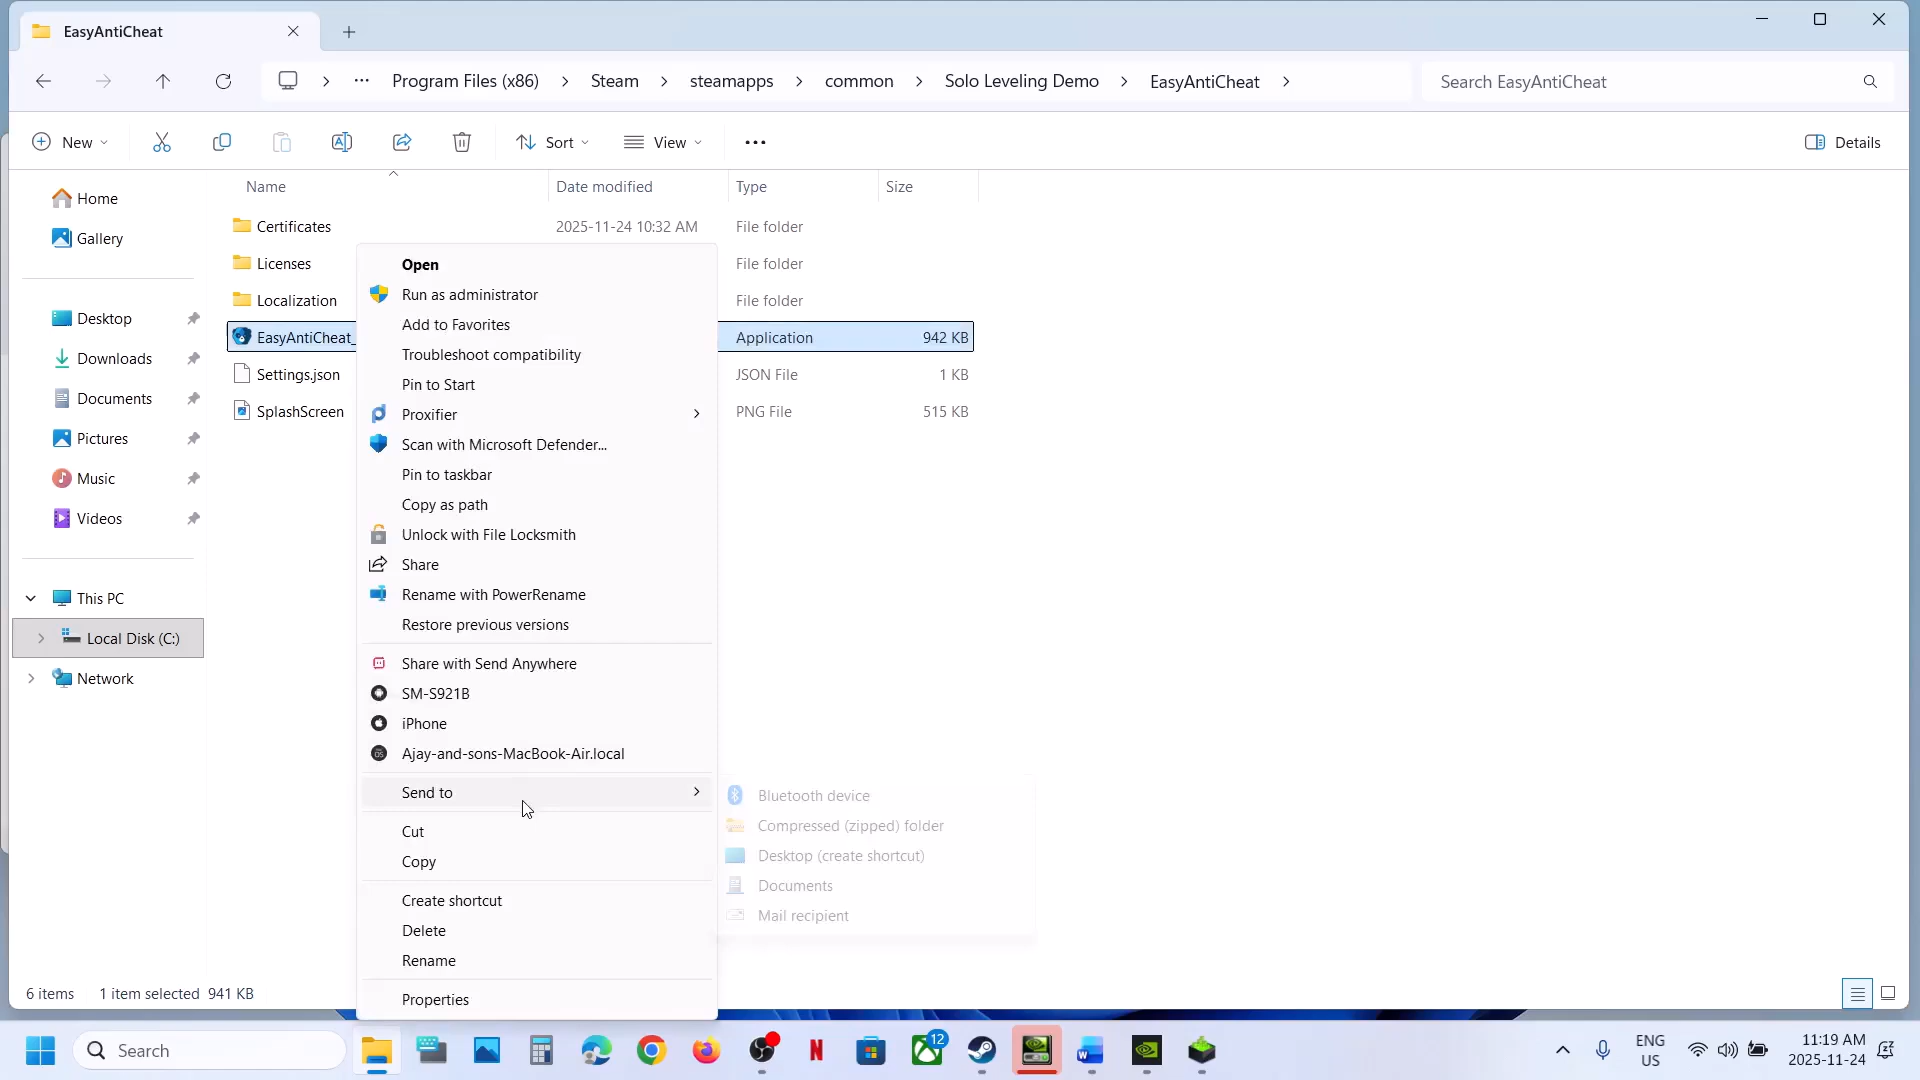 EasyAntiCheat
Program Files (x86) > Steam > steamapps > common > Solo Leveling Demo > EasyAntiCheat >
Search EasyAntiCheat
New
Sort
View
Details
Name
Date modified
Type
Size
Home
Gallery
Desktop
Downloads
Documents
Pictures
Music
Videos
This PC
Local Disk (C:)
Network
Certificates 2025-11-24 10:32 AM File folder
Licenses File folder
Localization File folder
EasyAntiCheat_ Application 942 KB
Settings.json JSON File 1 KB
SplashScreen PNG File 515 KB
Open
Run as administrator
Add to Favorites
Troubleshoot compatibility
Pin to Start
Proxifier
Scan with Microsoft Defender...
Pin to taskbar
Copy as path
Unlock with File Locksmith
Share
Rename with PowerRename
Restore previous versions
Share with Send Anywhere
SM-S921B
iPhone
Ajay-and-sons-MacBook-Air.local
Send to
Cut
Copy
Create shortcut
Delete
Rename
Properties
Bluetooth device
Compressed (zipped) folder
Desktop (create shortcut)
Documents
Mail recipient
6 items 1 item selected 941 KB
Search
12
ENG
US
11:19 AM
2025-11-24